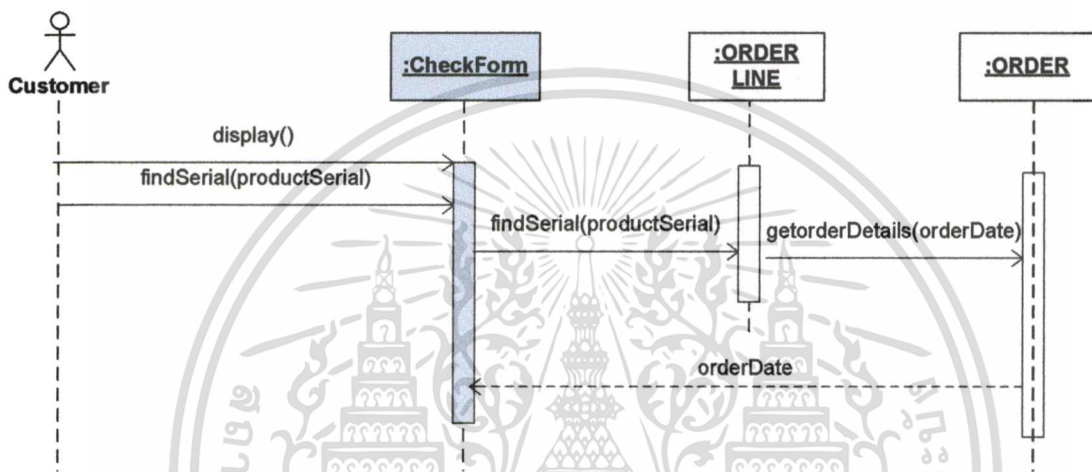 Customer
:CheckForm
:ORDER
LINE
:ORDER
display()
findSerial(productSerial)
findSerial(productSerial)
getorderDetails(orderDate)
orderDate